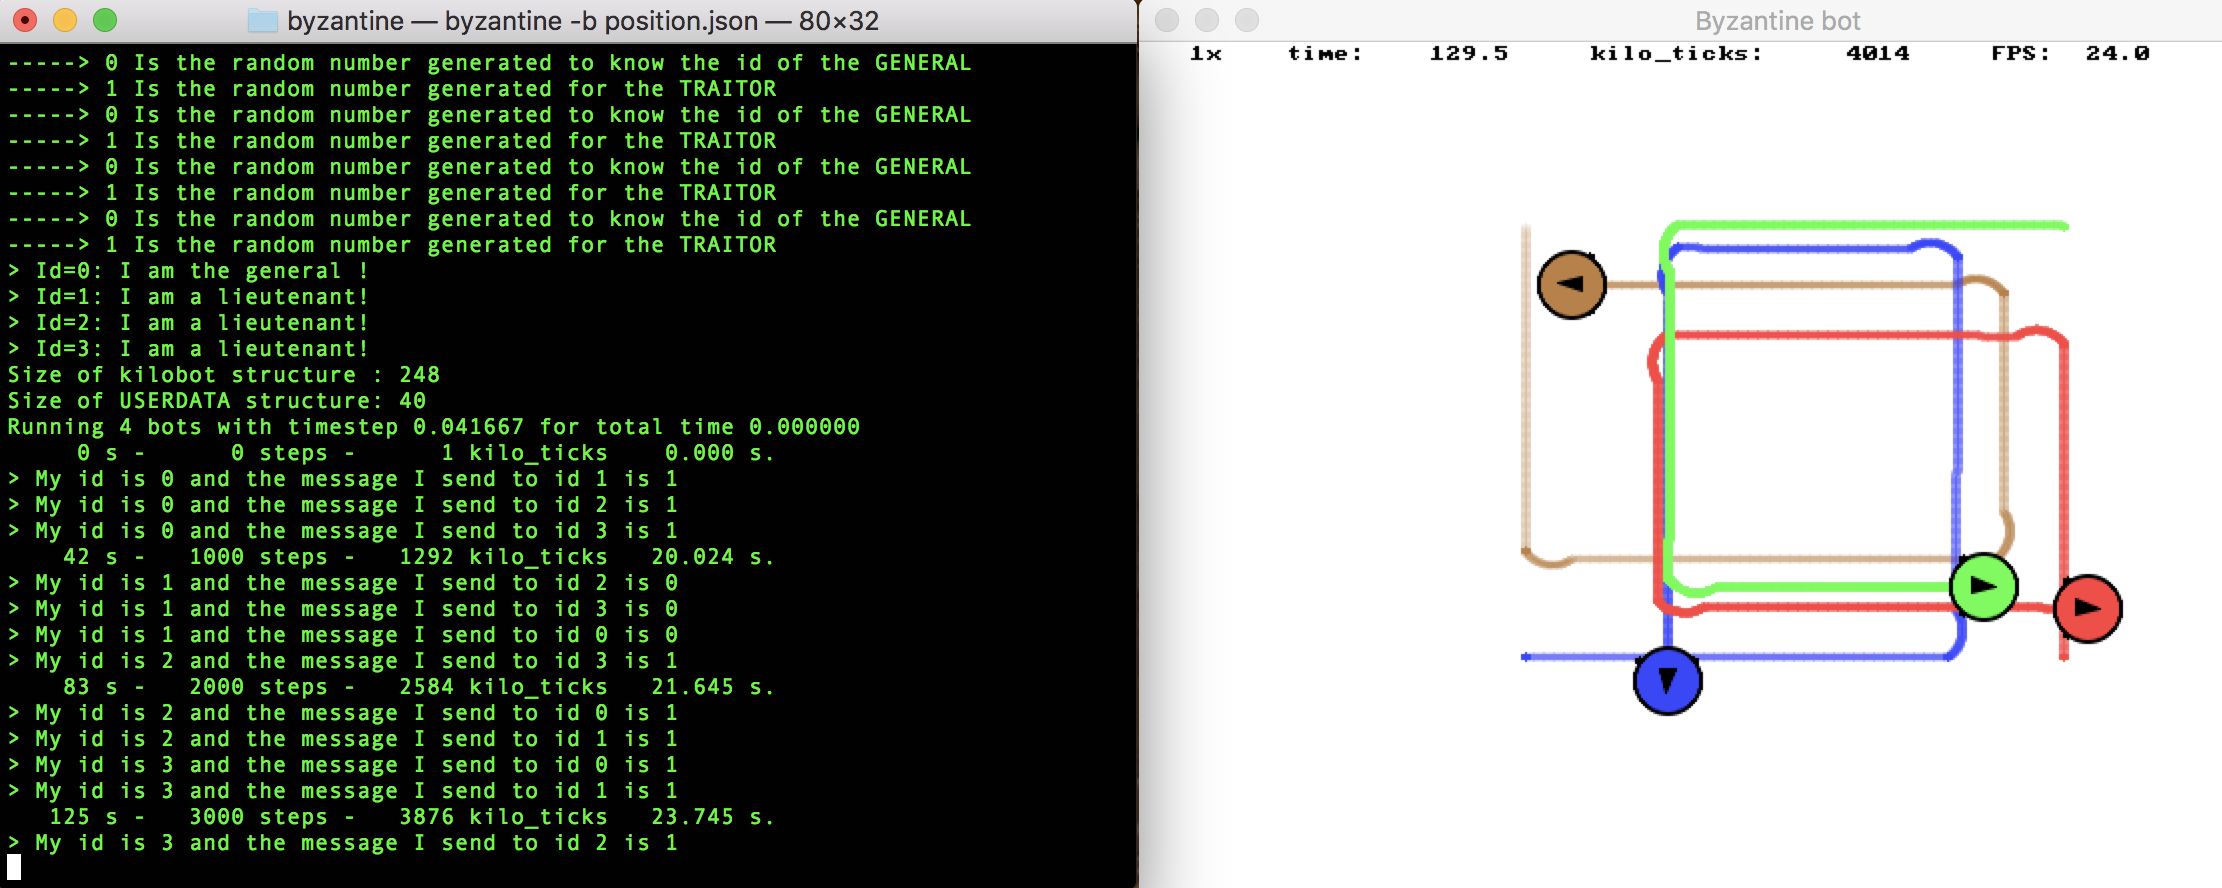 byzantine — byzantine -b position.json — 80×32
-----> 0 Is the random number generated to know the id of the GENERAL
-----> 1 Is the random number generated for the TRAITOR
-----> 0 Is the random number generated to know the id of the GENERAL
-----> 1 Is the random number generated for the TRAITOR
-----> 0 Is the random number generated to know the id of the GENERAL
-----> 1 Is the random number generated for the TRAITOR
-----> 0 Is the random number generated to know the id of the GENERAL
-----> 1 Is the random number generated for the TRAITOR
> Id=0: I am the general !
> Id=1: I am a lieutenant!
> Id=2: I am a lieutenant!
> Id=3: I am a lieutenant!
Size of kilobot structure : 248
Size of USERDATA structure: 40
Running 4 bots with timestep 0.041667 for total time 0.000000
0 s - 0 steps - 1 kilo_ticks 0.000 s.
> My id is 0 and the message I send to id 1 is 1
> My id is 0 and the message I send to id 2 is 1
> My id is 0 and the message I send to id 3 is 1
42 s - 1000 steps - 1292 kilo_ticks 20.024 s.
> My id is 1 and the message I send to id 2 is 0
> My id is 1 and the message I send to id 3 is 0
> My id is 1 and the message I send to id 0 is 0
> My id is 2 and the message I send to id 3 is 1
83 s - 2000 steps - 2584 kilo_ticks 21.645 s.
> My id is 2 and the message I send to id 0 is 1
> My id is 2 and the message I send to id 1 is 1
> My id is 3 and the message I send to id 0 is 1
> My id is 3 and the message I send to id 1 is 1
125 s - 3000 steps - 3876 kilo_ticks 23.745 s.
> My id is 3 and the message I send to id 2 is 1
Byzantine bot
1x time: 129.5 kilo_ticks: 4014 FPS: 24.0